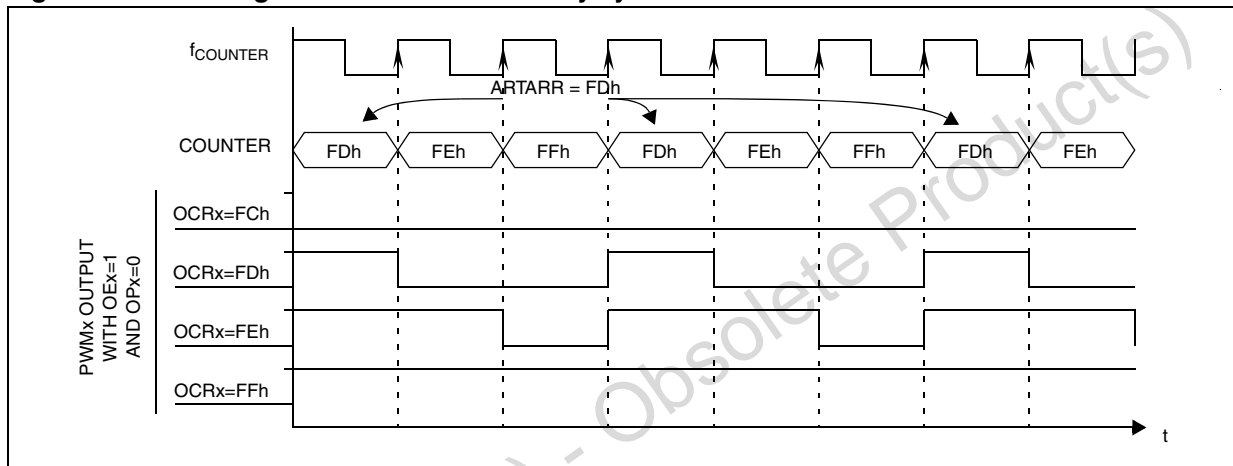 fCOUNTER
ARTARR = FDh
COUNTER
FDh FEh FFh FDh FEh FFh FDh FEh
PWMx OUTPUT
WITH OEx=1
AND OPx=0
OCRx=FCh
OCRx=FDh
OCRx=FEh
OCRx=FFh
t
) - Obsolete Product(s)